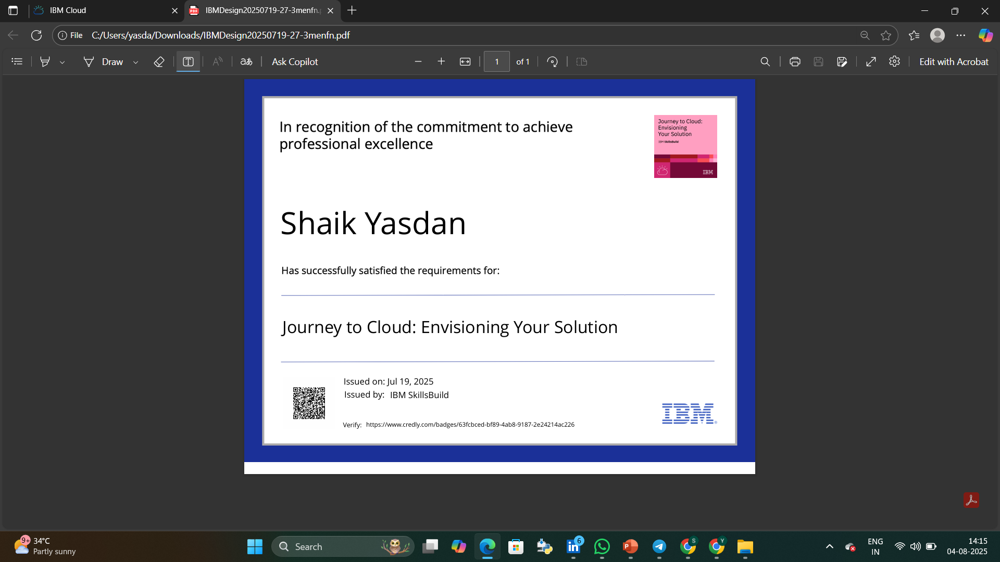 IBM Cloud
IBMDesign20250719-27-3menfn.p
File
C:/Users/yasda/Downloads/IBMDesign20250719-27-3menfn.pdf
Draw
aあ
Ask Copilot
1
of 1
Edit with Acrobat
In recognition of the commitment to achieve
professional excellence
Journey to Cloud:
Envisioning
Your Solution
IBM SkillsBuild
IBM
Shaik Yasdan
Has successfully satisfied the requirements for:
Journey to Cloud: Envisioning Your Solution
Issued on: Jul 19, 2025
Issued by: IBM SkillsBuild
Verify: https://www.credly.com/badges/63fcbced-bf89-4ab8-9187-2e24214ac226
IBM®
9+
34°C
Partly sunny
Search
6
S
Y
ENG
IN
14:15
04-08-2025